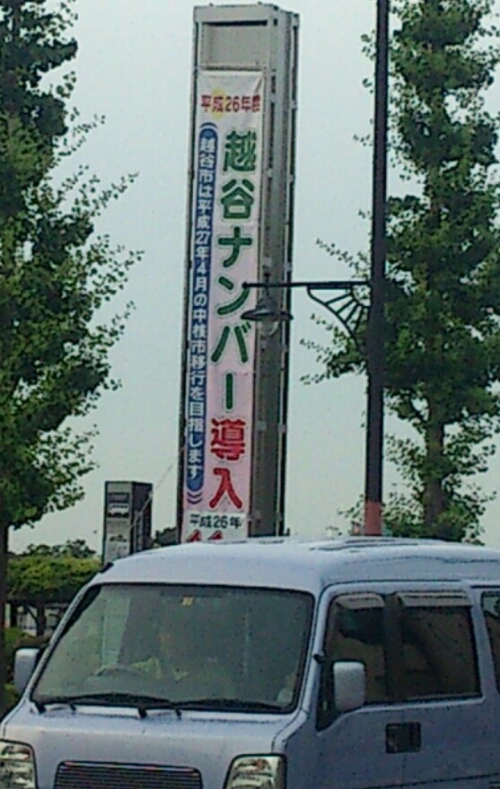 平成26年度
越谷ナンバー導入
越谷市は平成27年4月の中核市移行を目指します
平成26年